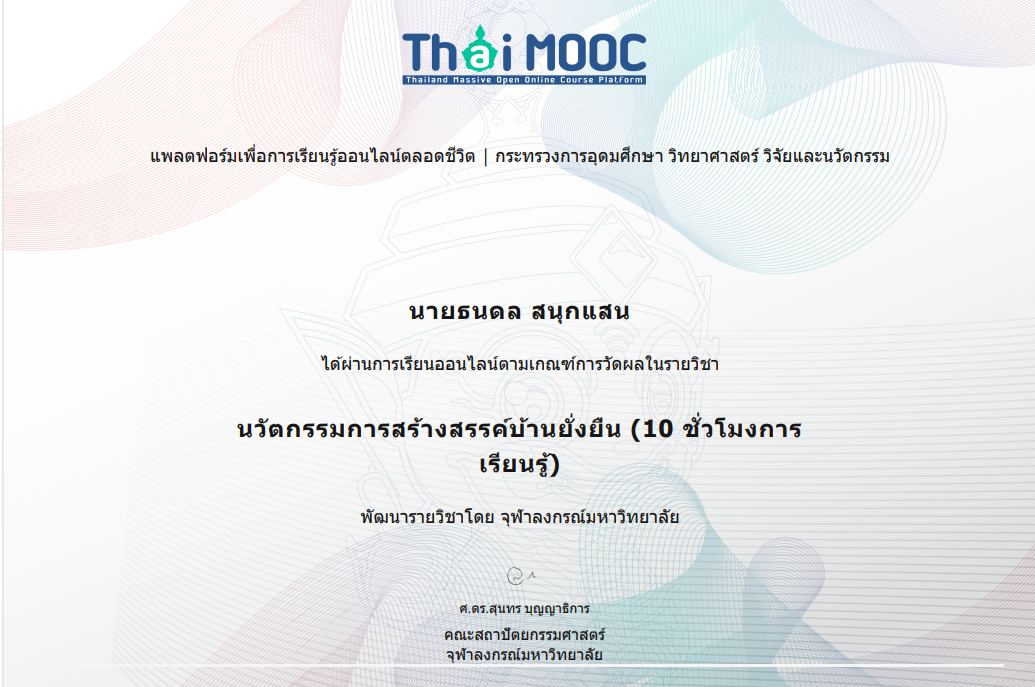 Thai MOOC
Thailand Massive Open Online Course Platform
แพลตฟอร์มเพื่อการเรียนรู้ออนไลน์ตลอดชีวิต | กระทรวงการอุดมศึกษา วิทยาศาสตร์ วิจัยและนวัตกรรม
นายธนดล สนุกแสน
ได้ผ่านการเรียนออนไลน์ตามเกณฑ์การวัดผลในรายวิชา
นวัตกรรมการสร้างสรรค์บ้านยั่งยืน (10 ชั่วโมงการ
เรียนรู้)
พัฒนารายวิชาโดย จุฬาลงกรณ์มหาวิทยาลัย
ศ.ดร.สุนทร บุญญาธิการ
คณะสถาปัตยกรรมศาสตร์
จุฬาลงกรณ์มหาวิทยาลัย